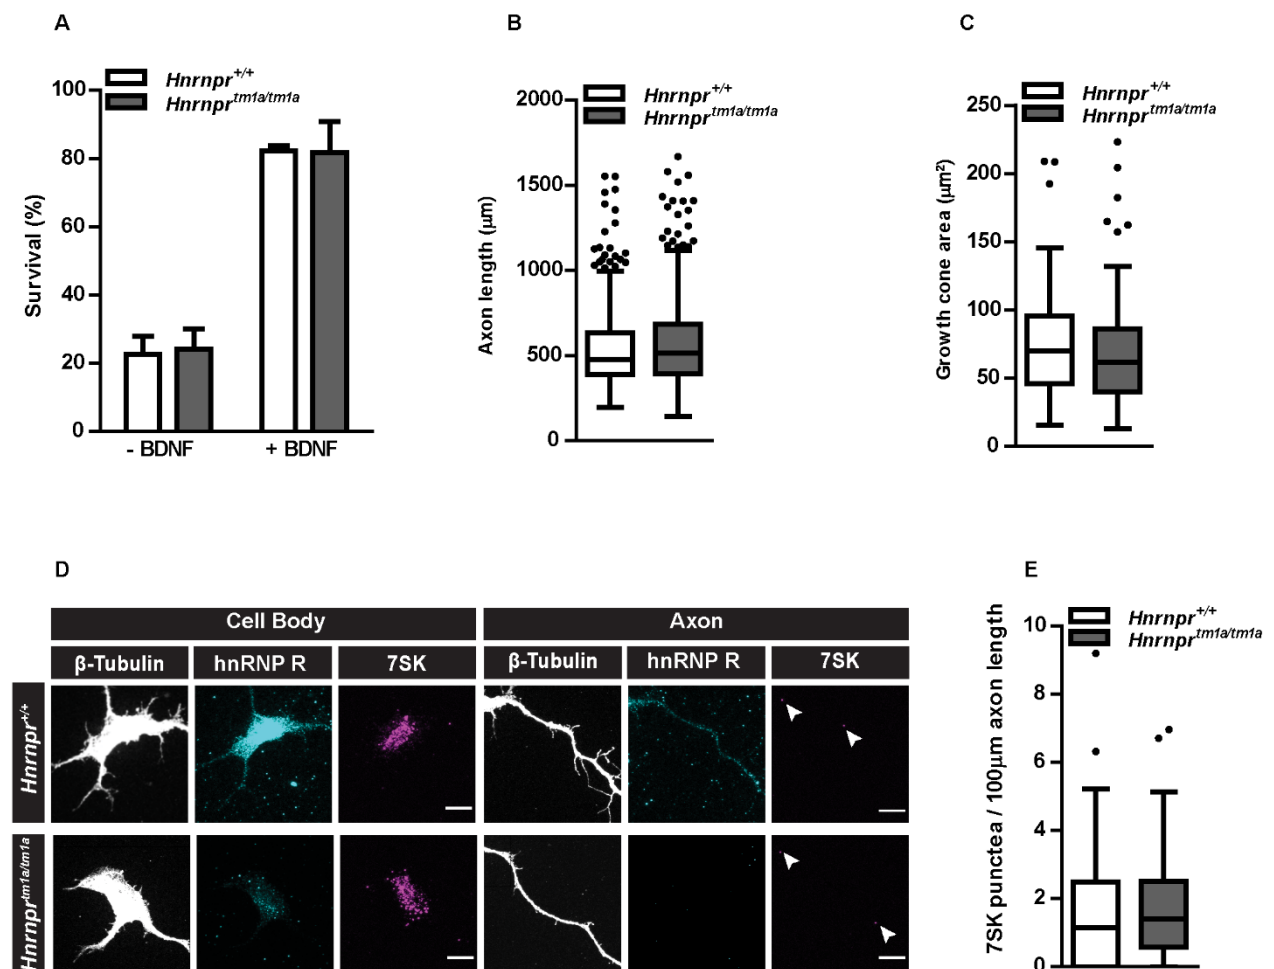 A
Hnrnpr+/+
Hnrnprtm1a/tm1a
Survival (%)
100
80
60
40
20
0
- BDNF
+ BDNF
B
Hnrnpr+/+
Hnrnprtm1a/tm1a
Axon length (μm)
2000
1500
1000
500
0
C
Hnrnpr+/+
Hnrnprtm1a/tm1a
Growth cone area (μm²)
250
200
150
100
50
0
D
Cell Body
Axon
β-Tubulin hnRNP R 7SK β-Tubulin hnRNP R 7SK
Hnrnpr+/+
Hnrnprtm1a/tm1a
E
Hnrnpr+/+
Hnrnprtm1a/tm1a
7SK punctea / 100μm axon length
10
8
6
4
2
0